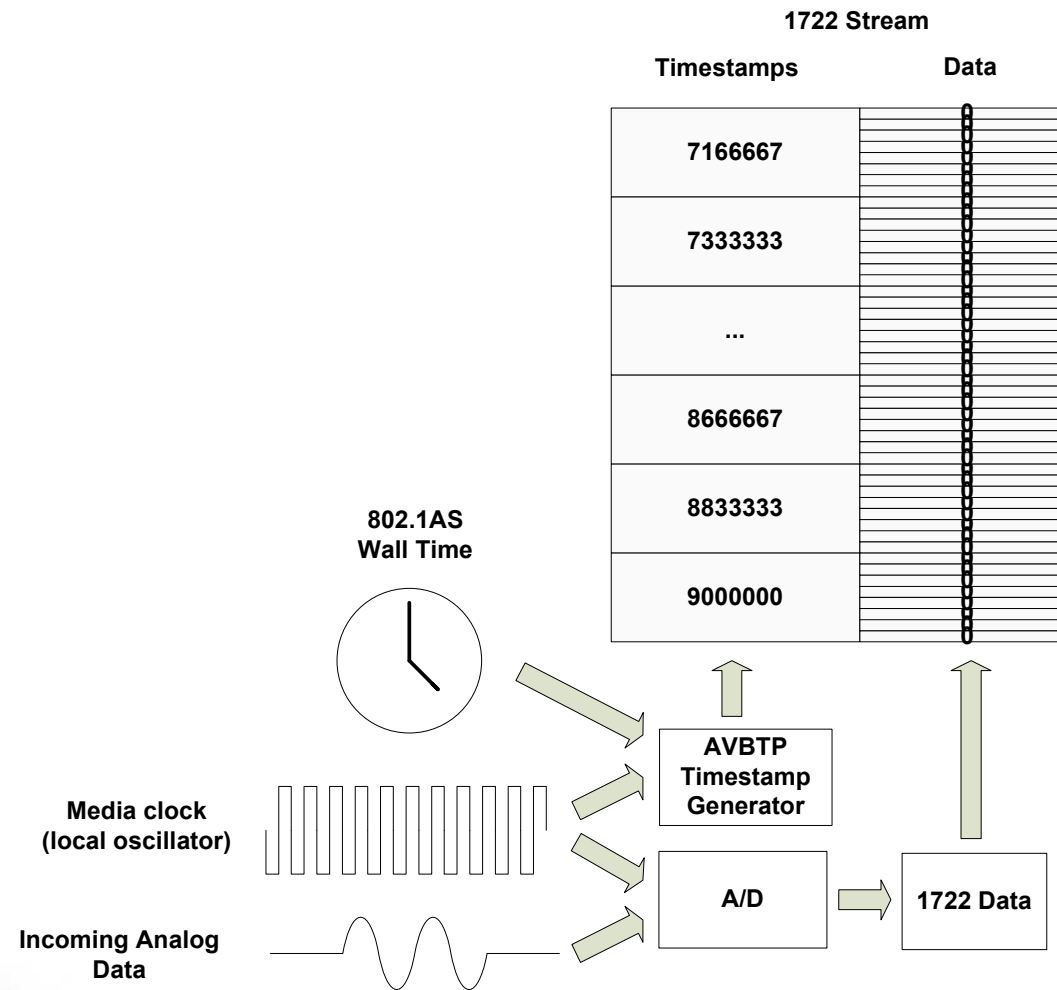 1722 Stream
Timestamps
Data
7166667
7333333
...
8666667
8833333
9000000
802.1AS
Wall Time
AVBTP
Timestamp
Generator
Media clock
(local oscillator)
A/D
1722 Data
Incoming Analog
Data